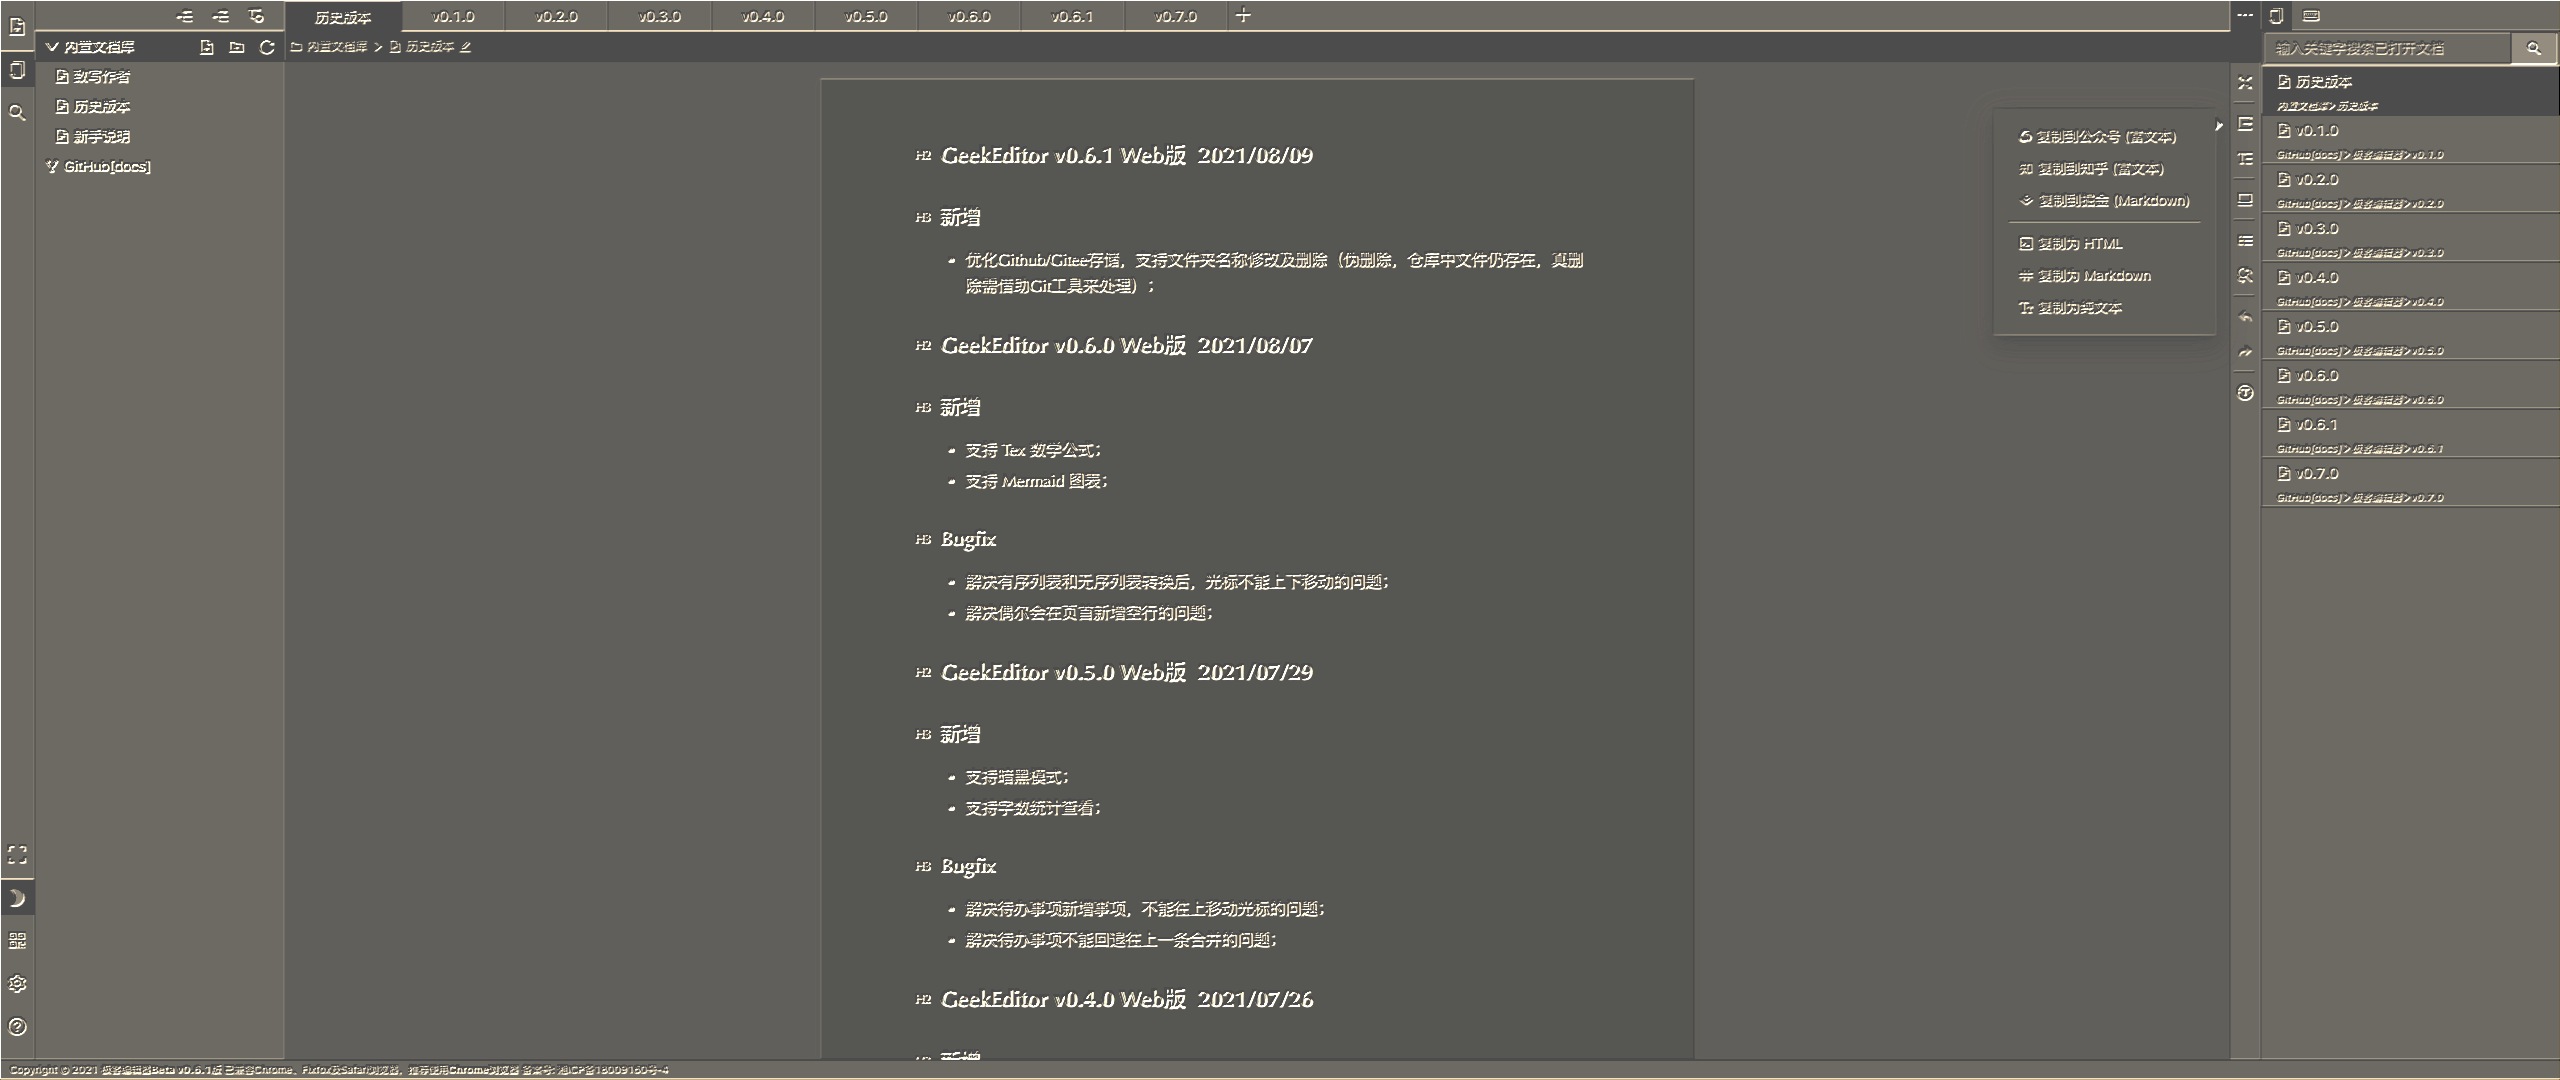 历史版本
v0.1.0
v0.2.0
v0.3.0
v0.4.0
v0.5.0
v0.6.0
v0.6.1
v0.7.0
内置文档库
致写作者
历史版本
新手说明
GitHub[docs]
内置文档库 > 历史版本
H2 GeekEditor v0.6.1 Web版 2021/08/09
H3 新增
优化Github/Gitee存储，支持文件夹名称修改及删除（伪删除，仓库中文件仍存在，真删
除需借助Git工具来处理）；
H2 GeekEditor v0.6.0 Web版 2021/08/07
H3 新增
支持 Tex 数学公式；
支持 Mermaid 图表；
H3 Bugfix
解决有序列表和无序列表转换后，光标不能上下移动的问题；
解决偶尔会在页首新增空行的问题；
H2 GeekEditor v0.5.0 Web版 2021/07/29
H3 新增
支持暗黑模式；
支持字数统计查看；
H3 Bugfix
解决待办事项新增事项，不能往上移动光标的问题；
解决待办事项不能回退往上一条合并的问题；
H2 GeekEditor v0.4.0 Web版 2021/07/26
H3 新增
复制到公众号 (富文本)
知 复制到知乎 (富文本)
复制到掘金 (Markdown)
复制为 HTML
复制为 Markdown
复制为纯文本
输入关键字搜索已打开文档
历史版本
内置文档库>历史版本
v0.1.0
GitHub[docs]>极客编辑器>v0.1.0
v0.2.0
GitHub[docs]>极客编辑器>v0.2.0
v0.3.0
GitHub[docs]>极客编辑器>v0.3.0
v0.4.0
GitHub[docs]>极客编辑器>v0.4.0
v0.5.0
GitHub[docs]>极客编辑器>v0.5.0
v0.6.0
GitHub[docs]>极客编辑器>v0.6.0
v0.6.1
GitHub[docs]>极客编辑器>v0.6.1
v0.7.0
GitHub[docs]>极客编辑器>v0.7.0
Copyright © 2021 极客编辑器Beta v0.6.1版 已兼容Chrome、Fixfox及Safari浏览器，推荐使用Chrome浏览器 备案号: 湘ICP备18009160号-4